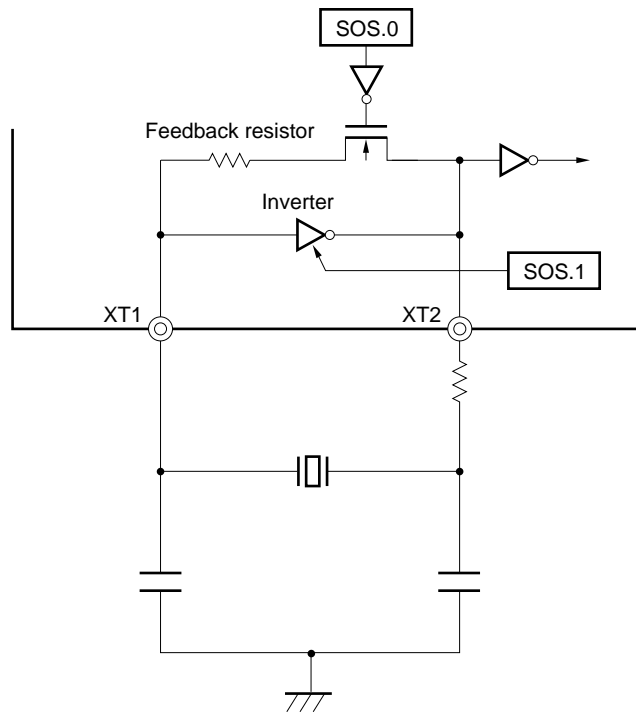 SOS.0
Feedback resistor
Inverter
SOS.1
XT1
XT2